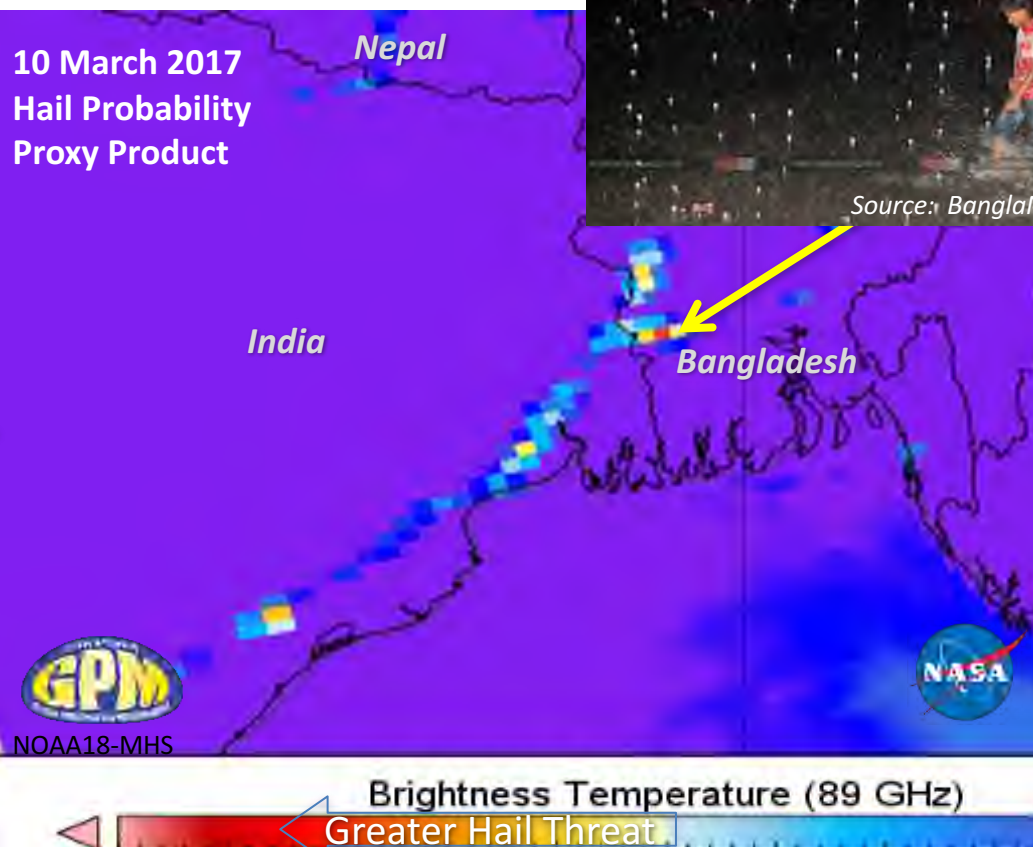 10 March 2017
Hail Probability
Proxy Product
Nepal
Source:
India
Bangladesh
GPM
NASA
NOAA18-MHS
Brightness Temperature (89 GHz)
Greater Hail Threat